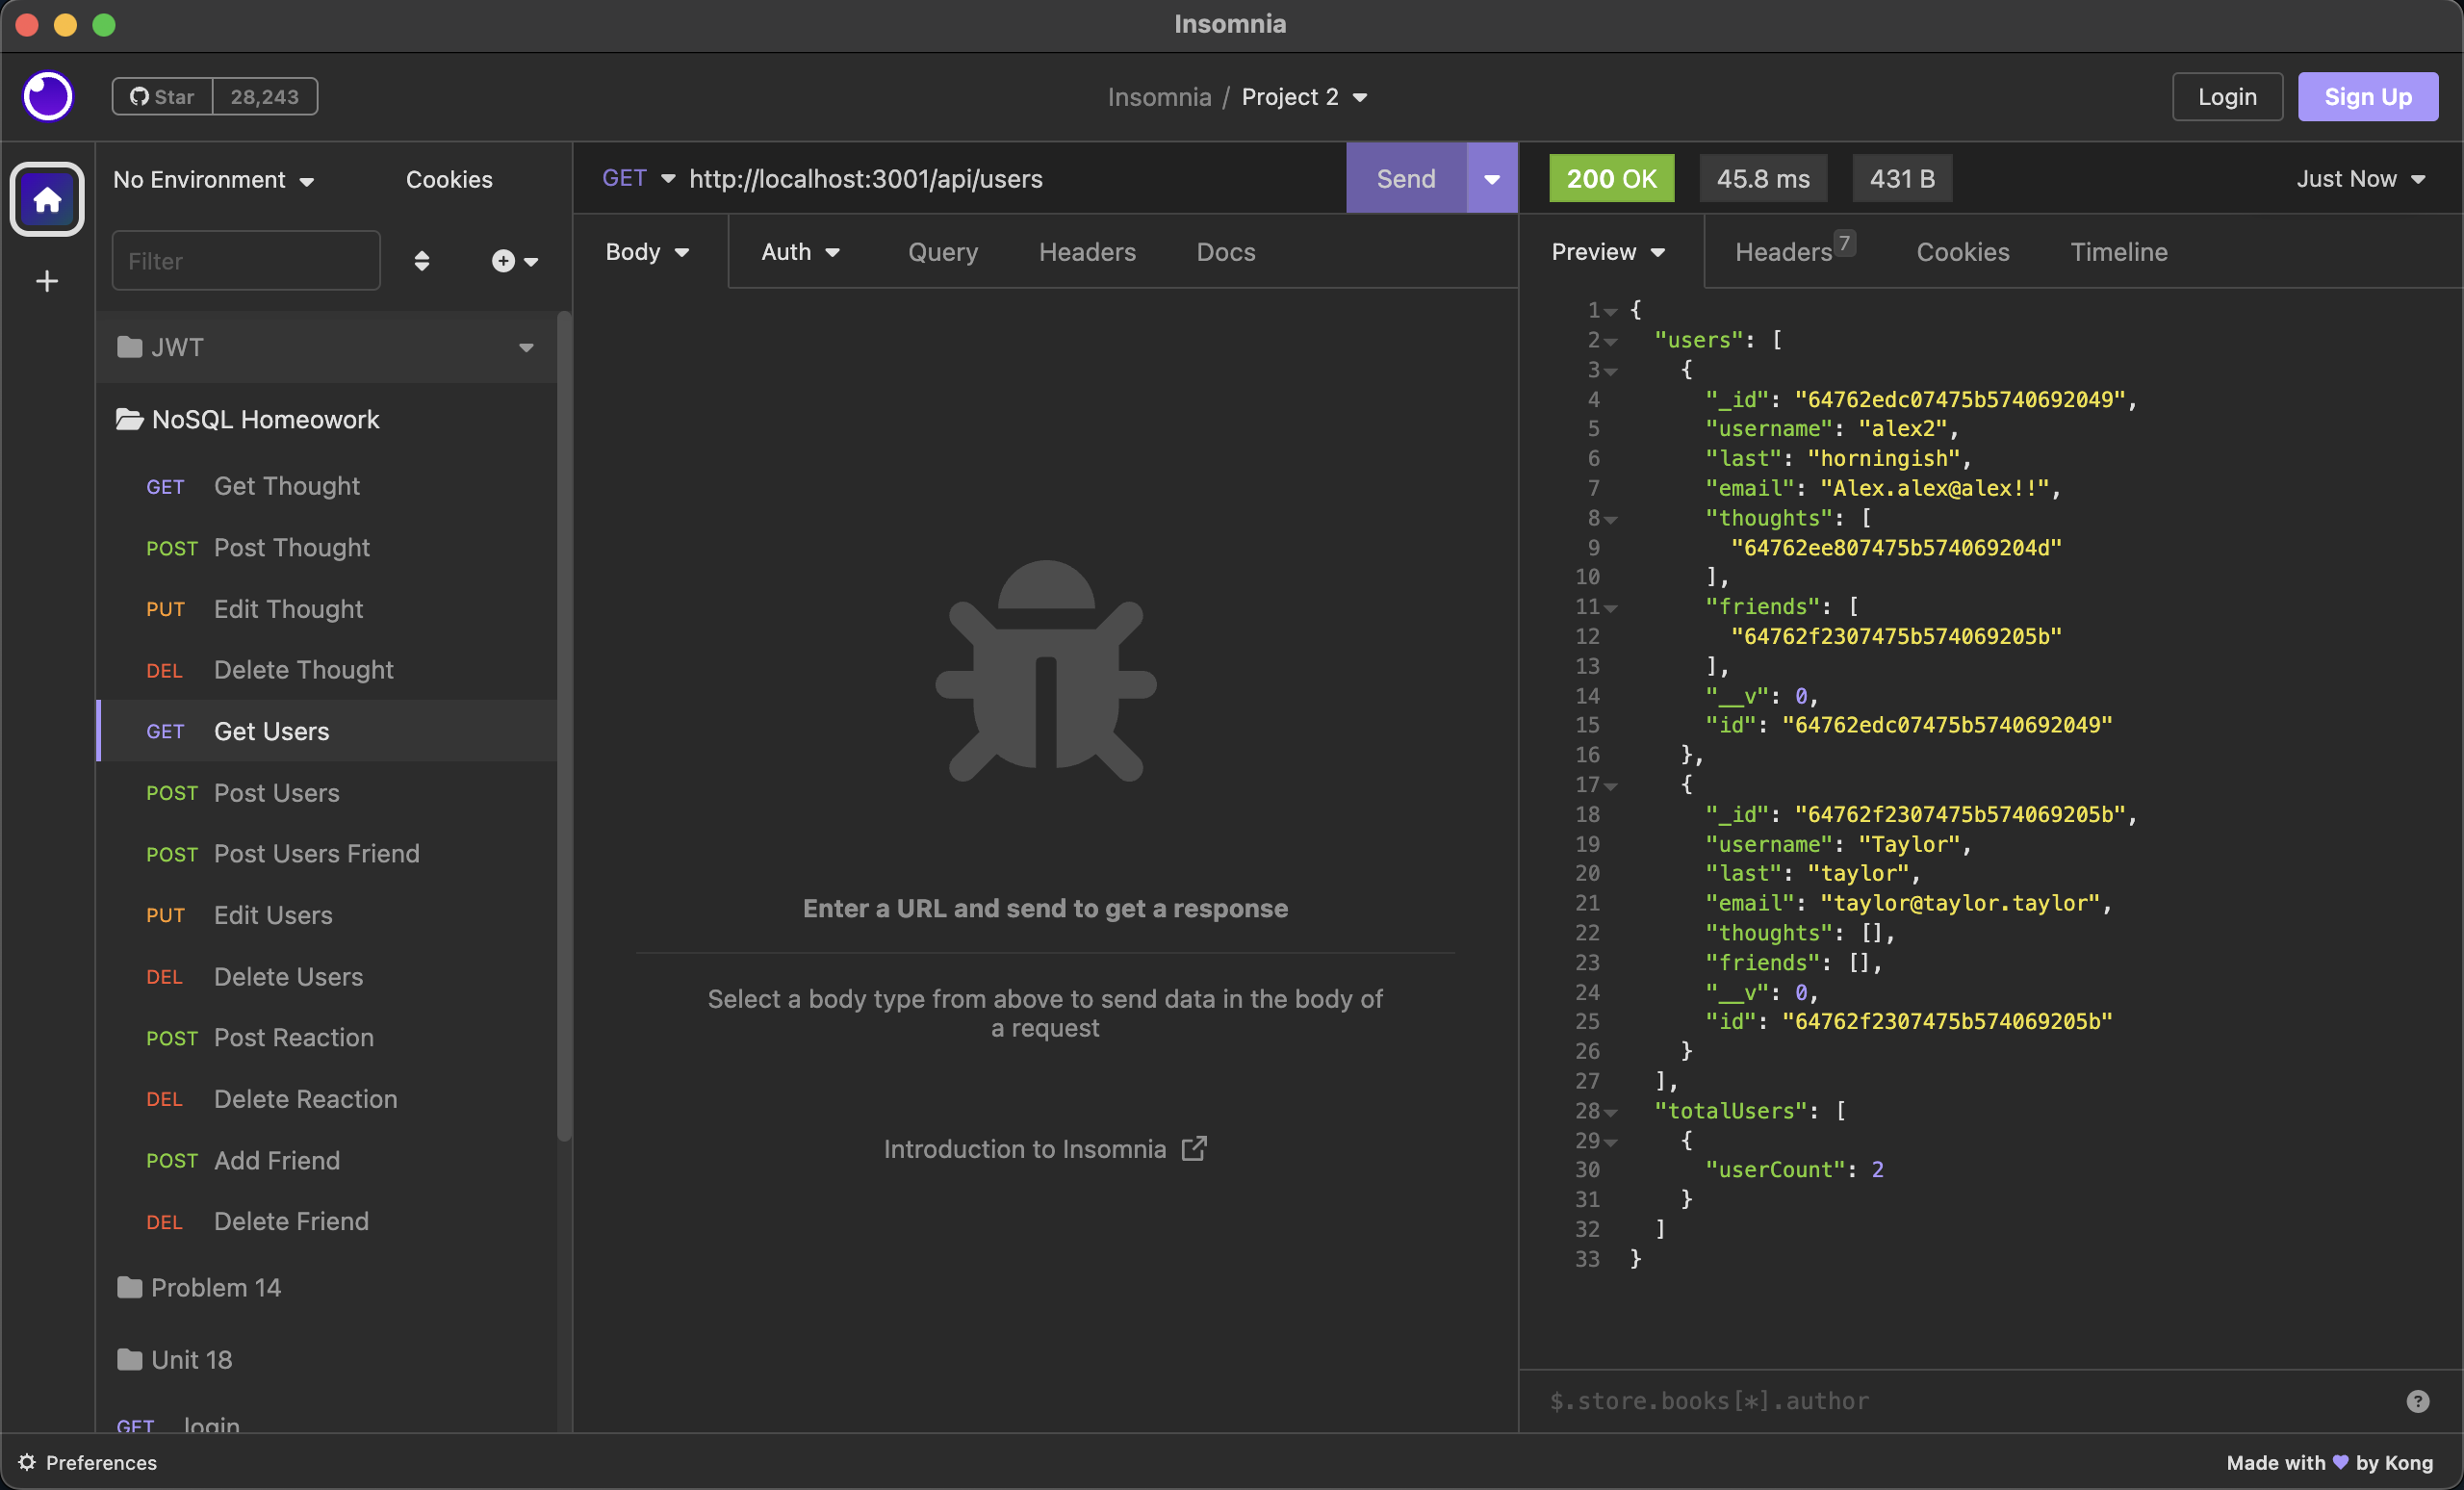 Insomnia
Star 28,243
Insomnia / Project 2
Login
Sign Up
No Environment
Cookies
Filter
JWT
NoSQL Homeowork
GET Get Thought
POST Post Thought
PUT Edit Thought
DEL Delete Thought
GET Get Users
POST Post Users
POST Post Users Friend
PUT Edit Users
DEL Delete Users
POST Post Reaction
DEL Delete Reaction
POST Add Friend
DEL Delete Friend
Problem 14
Unit 18
GET login
GET http://localhost:3001/api/users
Send
Body
Auth
Query
Headers
Docs
Enter a URL and send to get a response
Select a body type from above to send data in the body of
a request
Introduction to Insomnia
200 OK
45.8 ms
431 B
Just Now
Preview
Headers 7
Cookies
Timeline
1 {
2 "users": [
3 {
4 "_id": "64762edc07475b5740692049",
5 "username": "alex2",
6 "last": "horningish",
7 "email": "Alex.alex@alex!!",
8 "thoughts": [
9 "64762ee807475b574069204d"
10 ],
11 "friends": [
12 "64762f2307475b574069205b"
13 ],
14 "__v": 0,
15 "id": "64762edc07475b5740692049"
16 },
17 {
18 "_id": "64762f2307475b574069205b",
19 "username": "Taylor",
20 "last": "taylor",
21 "email": "taylor@taylor.taylor",
22 "thoughts": [],
23 "friends": [],
24 "__v": 0,
25 "id": "64762f2307475b574069205b"
26 }
27 ],
28 "totalUsers": [
29 {
30 "userCount": 2
31 }
32 ]
33 }
$.store.books[*].author
?
Preferences
Made with 💜 by Kong